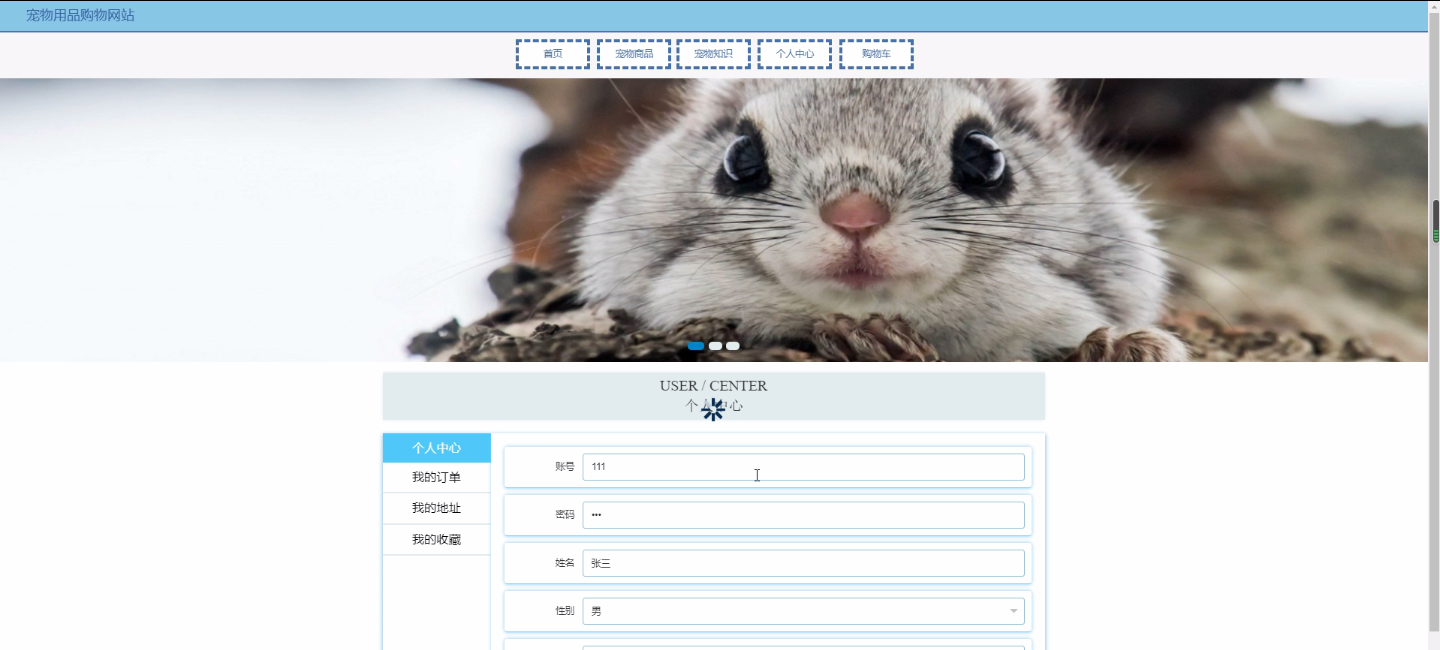 宠物用品购物网站
首页 宠物商品 宠物知识 个人中心 购物车
USER / CENTER
个人中心
个人中心
我的订单
我的地址
我的收藏
账号 111
密码 •••
姓名 张三
性别 男